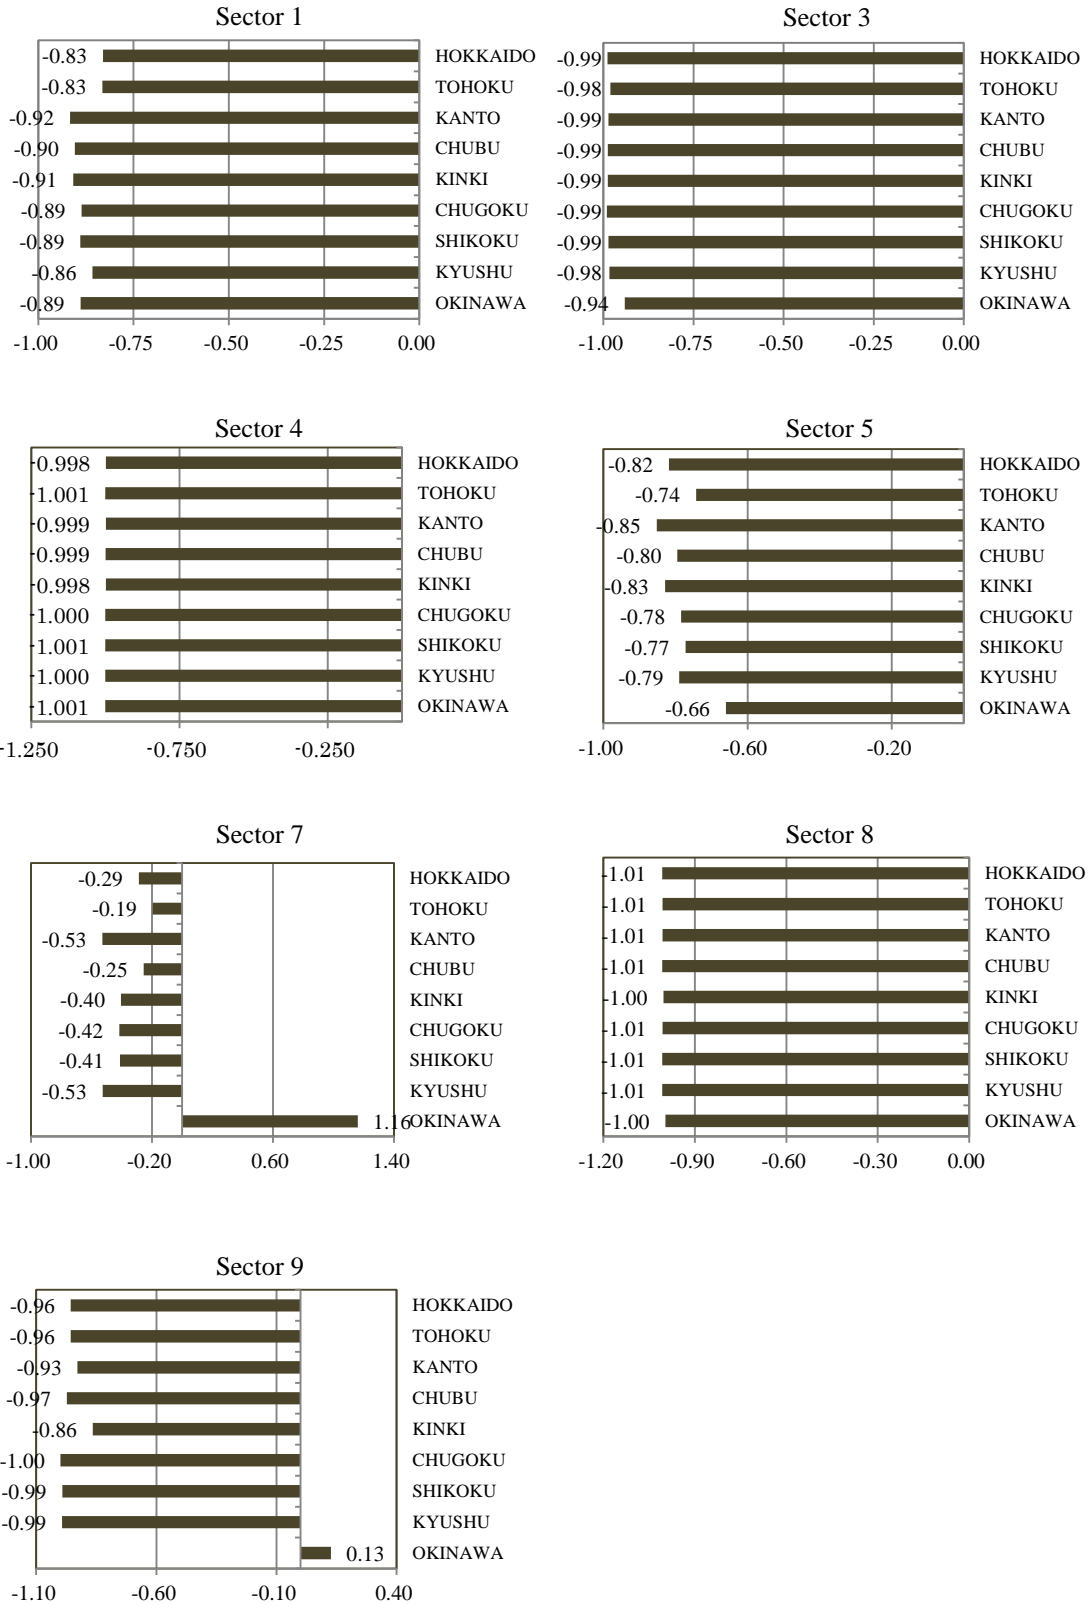 Sector 1
-0.83 HOKKAIDO
-0.83 TOHOKU
-0.92 KANTO
-0.90 CHUBU
-0.91 KINKI
-0.89 CHUGOKU
-0.89 SHIKOKU
-0.86 KYUSHU
-0.89 OKINAWA
-1.00 -0.75 -0.50 -0.25 0.00
Sector 3
-0.99 HOKKAIDO
-0.98 TOHOKU
-0.99 KANTO
-0.99 CHUBU
-0.99 KINKI
-0.99 CHUGOKU
-0.99 SHIKOKU
-0.98 KYUSHU
-0.94 OKINAWA
-1.00 -0.75 -0.50 -0.25 0.00
Sector 4
-0.998 HOKKAIDO
-1.001 TOHOKU
-0.999 KANTO
-0.999 CHUBU
-0.998 KINKI
-1.000 CHUGOKU
-1.001 SHIKOKU
-1.000 KYUSHU
-1.001 OKINAWA
-1.250 -0.750 -0.250
Sector 5
-0.82 HOKKAIDO
-0.74 TOHOKU
-0.85 KANTO
-0.80 CHUBU
-0.83 KINKI
-0.78 CHUGOKU
-0.77 SHIKOKU
-0.79 KYUSHU
-0.66 OKINAWA
-1.00 -0.60 -0.20
Sector 7
-0.29 HOKKAIDO
-0.19 TOHOKU
-0.53 KANTO
-0.25 CHUBU
-0.40 KINKI
-0.42 CHUGOKU
-0.41 SHIKOKU
-0.53 KYUSHU
1.16 OKINAWA
-1.00 -0.20 0.60 1.40
Sector 8
-1.01 HOKKAIDO
-1.01 TOHOKU
-1.01 KANTO
-1.01 CHUBU
-1.00 KINKI
-1.01 CHUGOKU
-1.01 SHIKOKU
-1.01 KYUSHU
-1.00 OKINAWA
-1.20 -0.90 -0.60 -0.30 0.00
Sector 9
-0.96 HOKKAIDO
-0.96 TOHOKU
-0.93 KANTO
-0.97 CHUBU
-0.86 KINKI
-1.00 CHUGOKU
-0.99 SHIKOKU
-0.99 KYUSHU
0.13 OKINAWA
-1.10 -0.60 -0.10 0.40